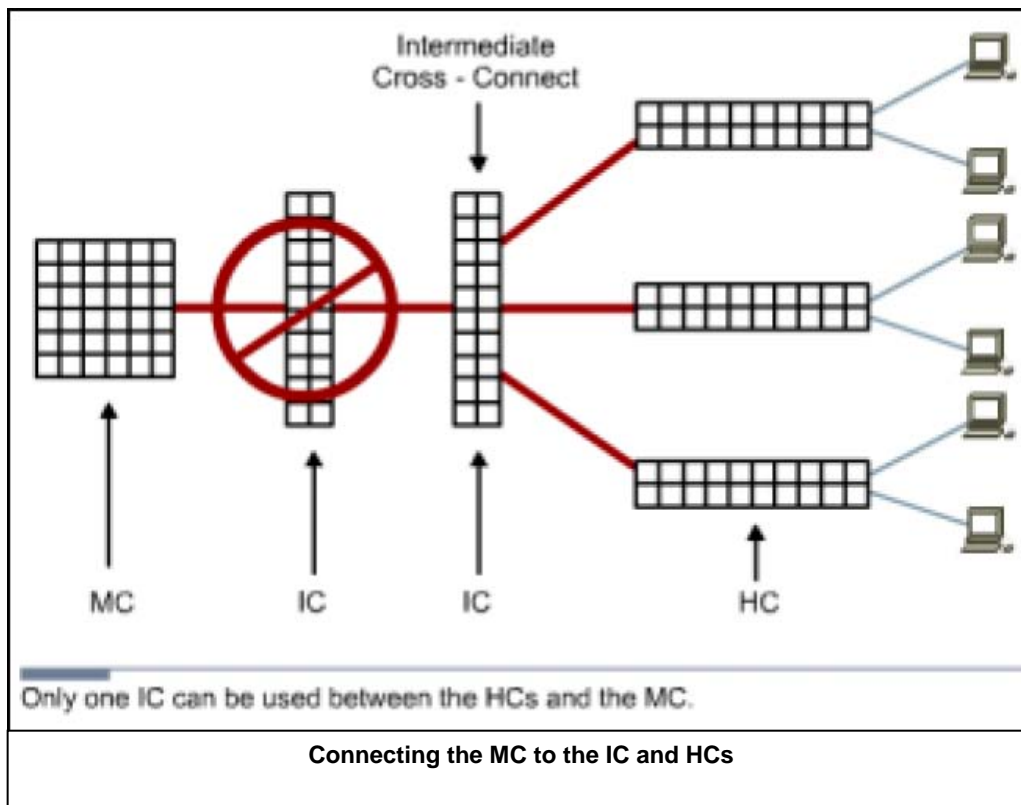 Intermediate
Cross - Connect
MC
IC
IC
HC
Only one IC can be used between the HCs and the MC.
Connecting the MC to the IC and HCs